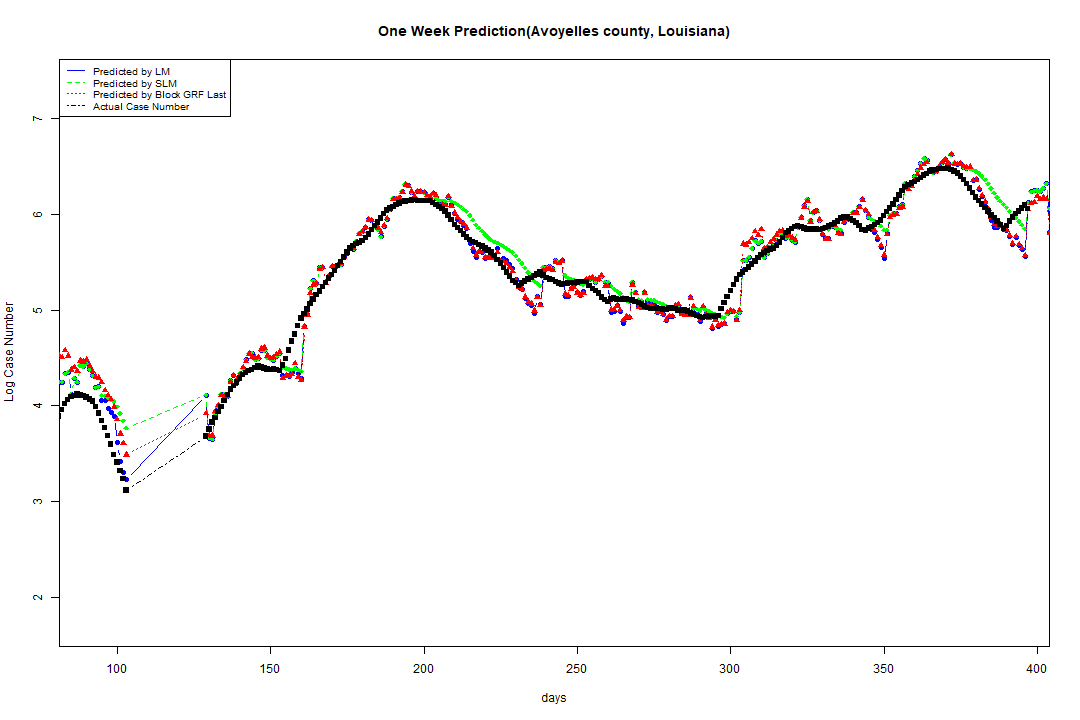 One Week Prediction(Avoyelles county, Louisiana)
Predicted by LM
Predicted by SLM
Predicted by Block GRF Last
Actual Case Number
Log Case Number
7
6
5
4
3
2
100 150 200 250 300 350 400
days